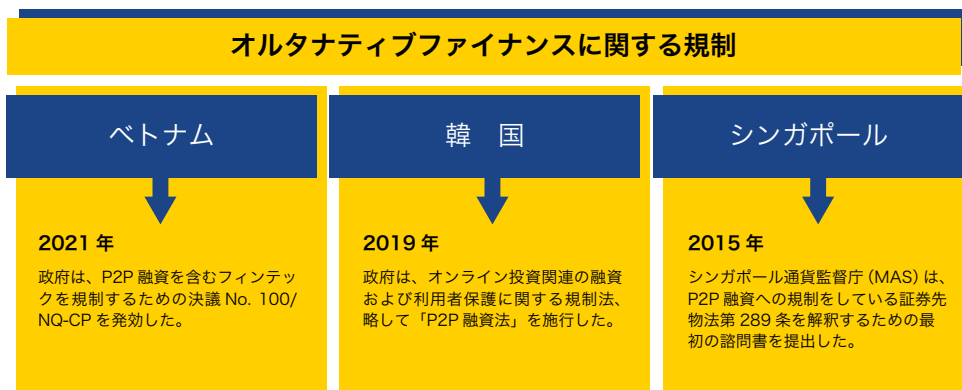 オルタナティブファイナンスに関する規制
ベトナム
2021 年
政府は、P2P 融資を含むフィンテッ
クを規制するための決議 No. 100/
NQ-CP を発効した。
韓　国
2019 年
政府は、オンライン投資関連の融資
および利用者保護に関する規制法、
略して「P2P 融資法」を施行した。
シンガポール
2015 年
シンガポール通貨監督庁 (MAS) は、
P2P 融資への規制をしている証券先
物法第 289 条を解釈するための最
初の諮問書を提出した。